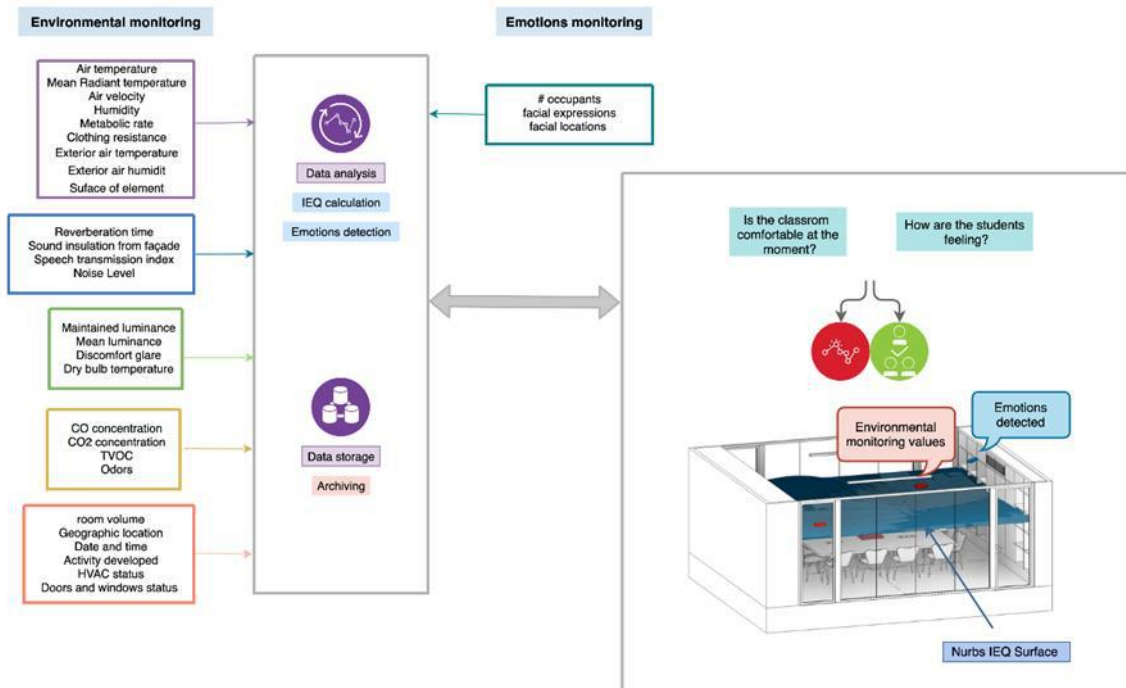 Environmental monitoring
Emotions monitoring
Air temperature
Mean Radiant temperature
Air velocity
Humidity
Metabolic rate
Clothing resistance
Exterior air temperature
Exterior air humidit
Suface of element
Reverberation time
Sound insulation from façade
Speech transmission index
Noise Level
Maintained luminance
Mean luminance
Discomfort glare
Dry bulb temperature
CO concentration
CO2 concentration
TVOC
Odors
room volume
Geographic location
Date and time
Activity developed
HVAC status
Doors and windows status
Data analysis
IEQ calculation
Emotions detection
Data storage
Archiving
# occupants
facial expressions
facial locations
Is the classrom
comfortable at the
moment?
How are the students
feeling?
Environmental
monitoring values
Emotions
detected
Nurbs IEQ Surface